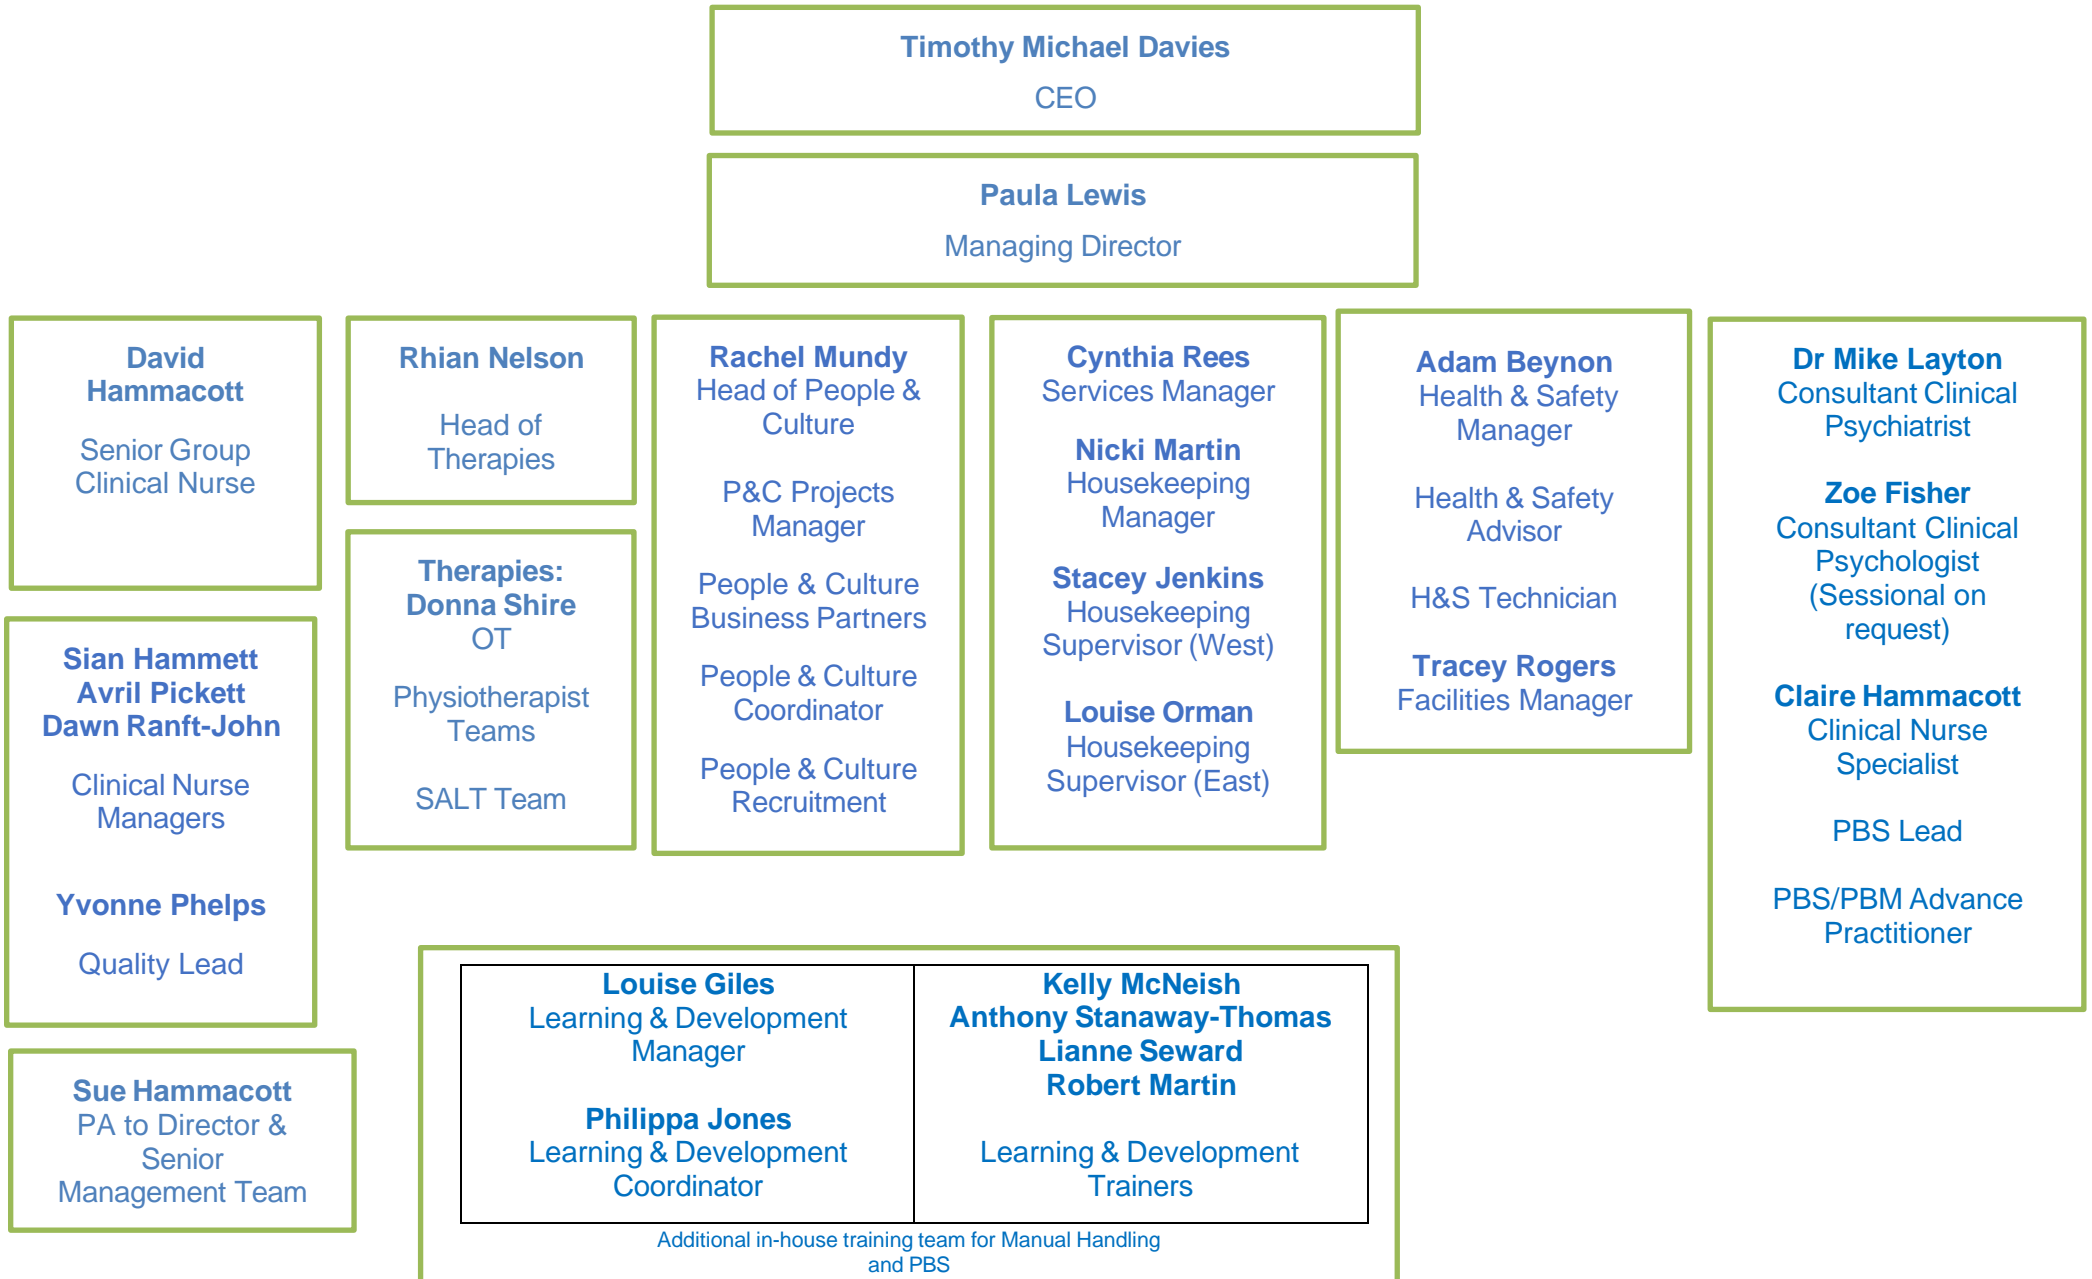 Timothy Michael Davies
CEO
Paula Lewis
Managing Director
David
Hammacott
Senior Group
Clinical Nurse
Sian Hammett
Avril Pickett
Dawn Ranft-John
Clinical Nurse
Managers
Yvonne Phelps
Quality Lead
Sue Hammacott
PA to Director &
Senior
Management Team
Rhian Nelson
Head of
Therapies
Therapies:
Donna Shire
OT
Physiotherapist
Teams
SALT Team
Rachel Mundy
Head of People &
Culture
P&C Projects
Manager
People & Culture
Business Partners
People & Culture
Coordinator
People & Culture
Recruitment
Cynthia Rees
Services Manager
Nicki Martin
Housekeeping
Manager
Stacey Jenkins
Housekeeping
Supervisor (West)
Louise Orman
Housekeeping
Supervisor (East)
Adam Beynon
Health & Safety
Manager
Health & Safety
Advisor
H&S Technician
Tracey Rogers
Facilities Manager
Dr Mike Layton
Consultant Clinical
Psychiatrist
Zoe Fisher
Consultant Clinical
Psychologist
(Sessional on
request)
Claire Hammacott
Clinical Nurse
Specialist
PBS Lead
PBS/PBM Advance
Practitioner
Louise Giles
Learning & Development
Manager
Philippa Jones
Learning & Development
Coordinator
Kelly McNeish
Anthony Stanaway-Thomas
Lianne Seward
Robert Martin
Learning & Development
Trainers
Additional in-house training team for Manual Handling
and PBS